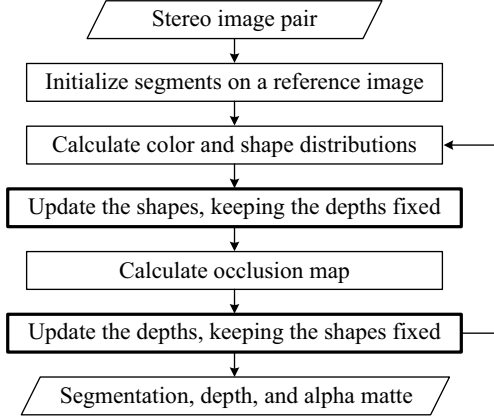 Stereo image pair
Initialize segments on a reference image
Calculate color and shape distributions
Update the shapes, keeping the depths fixed
Calculate occlusion map
Update the depths, keeping the shapes fixed
Segmentation, depth, and alpha matte